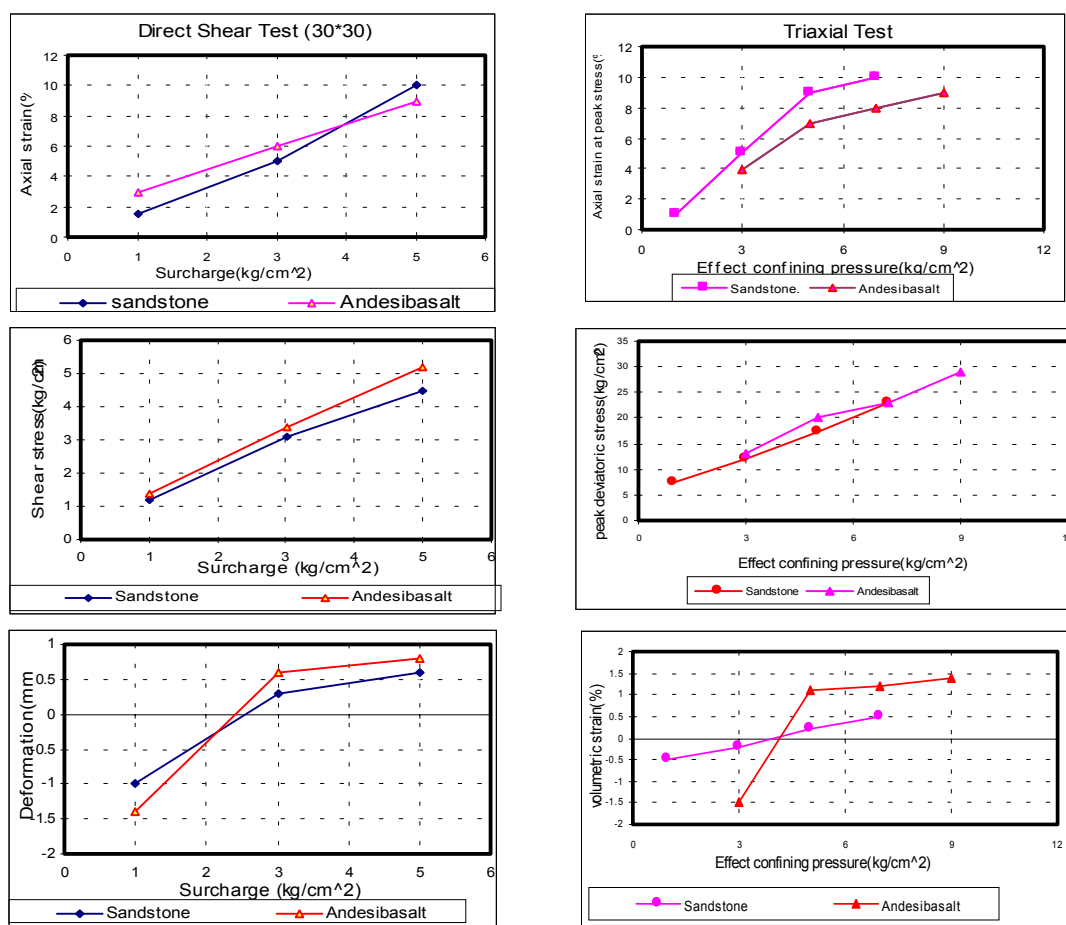 Direct Shear Test (30*30)
Axial strain(%
12
10
8
6
4
2
0
0 1 2 3 4 5 6
Surcharge(kg/cm^2)
sandstone Andesibasalt
Triaxial Test
Axial strain at peak stress(%
12
10
8
6
4
2
0
0 3 6 9 12
Effect confining pressure(kg/cm^2)
Sandstone. Andesibasalt
Shear stress(kg/cm
6
5
4
3
2
1
0
0 1 2 3 4 5 6
Surcharge (kg/cm^2)
Sandstone Andesibasalt
peak deviatoric stress(kg/cm2)
35
30
25
20
15
10
5
0
0 3 6 9 1
Effect confining pressure(kg/cm^2)
Sandstone Andesibasalt
Deformation(mm
1
0.5
0
-0.5
-1
-1.5
-2
0 1 2 3 4 5 6
Surcharge (kg/cm^2)
Sandstone Andesibasalt
volumetric strain(%)
2
1.5
1
0.5
0
-0.5
-1
-1.5
-2
0 3 6 9 12
Effect confining pressure(kg/cm^2)
Sandstone Andesibasalt